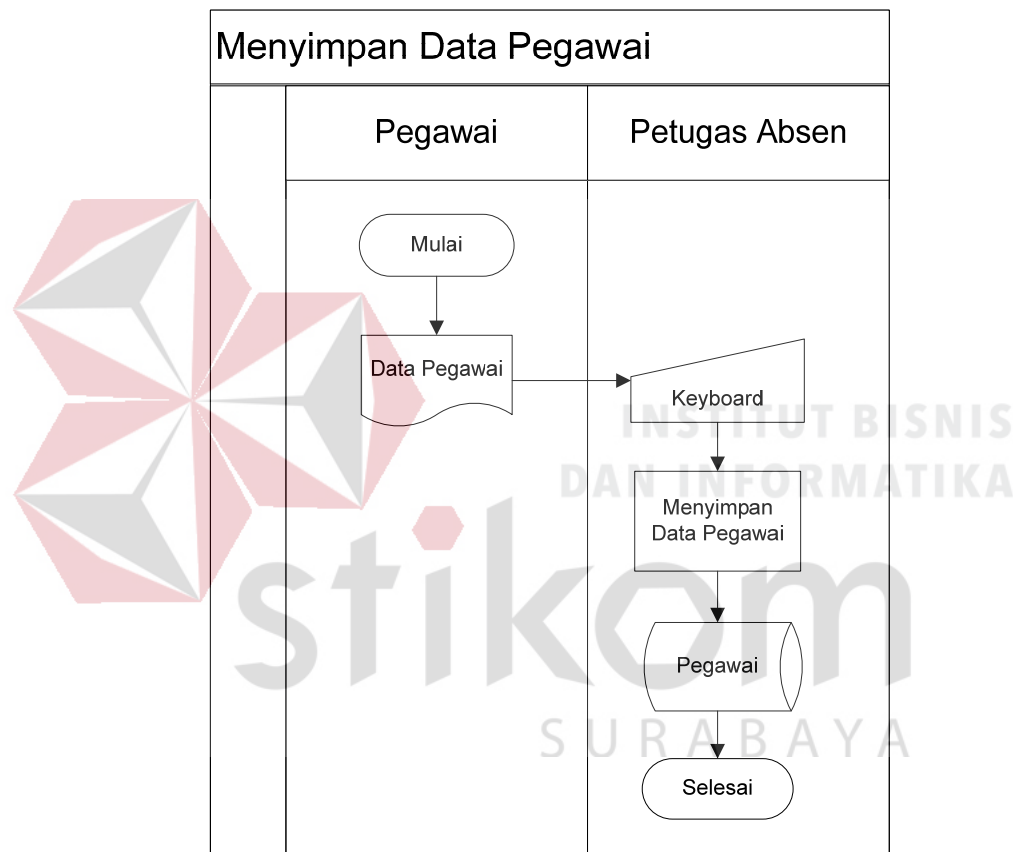 Menyimpan Data Pegawai
Pegawai
Petugas Absen
Mulai
Data Pegawai
Keyboard
INSTITUT BISNIS
DAN INFORMATIKA
Menyimpan
Data Pegawai
stikom
Pegawai
SURABAYA
Selesai